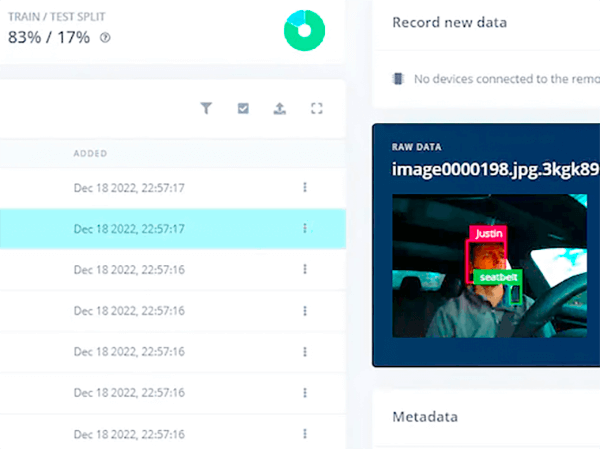 TRAIN / TEST SPLIT
83% / 17% ?
Record new data
No devices connected to the remo
ADDED
Dec 18 2022, 22:57:17
Dec 18 2022, 22:57:17
Dec 18 2022, 22:57:16
Dec 18 2022, 22:57:16
Dec 18 2022, 22:57:16
Dec 18 2022, 22:57:16
Dec 18 2022, 22:57:16
RAW DATA
image0000198.jpg.3kgk89
Justin
seatbelt
Metadata